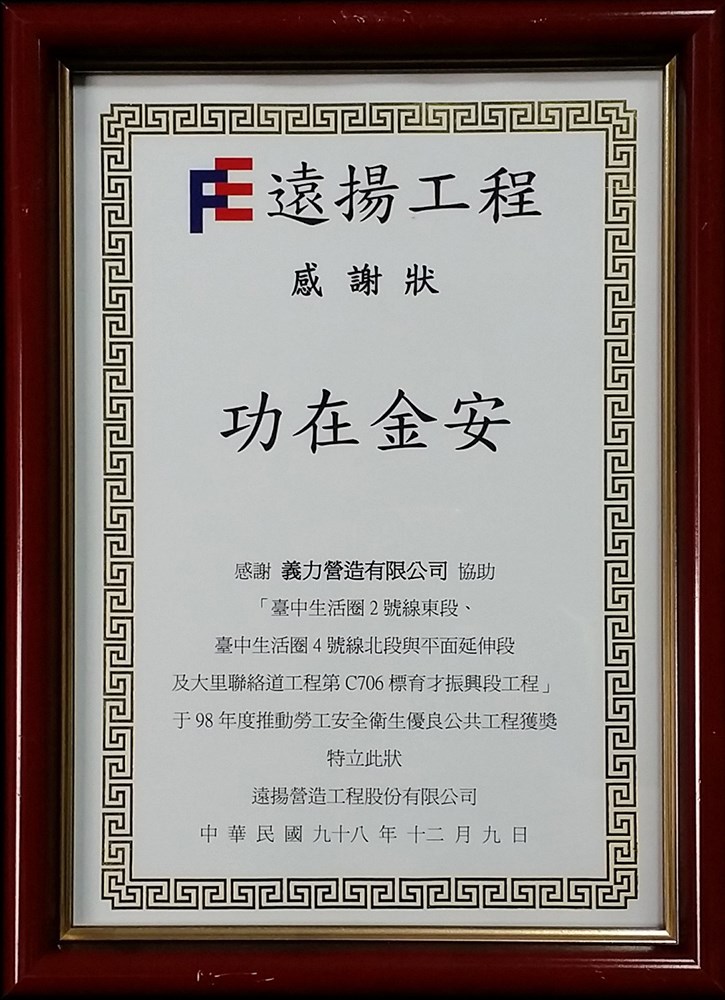 FE 遠揚工程
感謝狀
功在金安
感謝 義力營造有限公司 協助
「臺中生活圈2號線東段、
臺中生活圈4號線北段與平面延伸段
及大里聯絡道工程第C706標育才振興段工程」
于98年度推動勞工安全衛生優良公共工程獲獎
特立此狀
遠揚營造工程股份有限公司
中華民國九十八年十二月九日